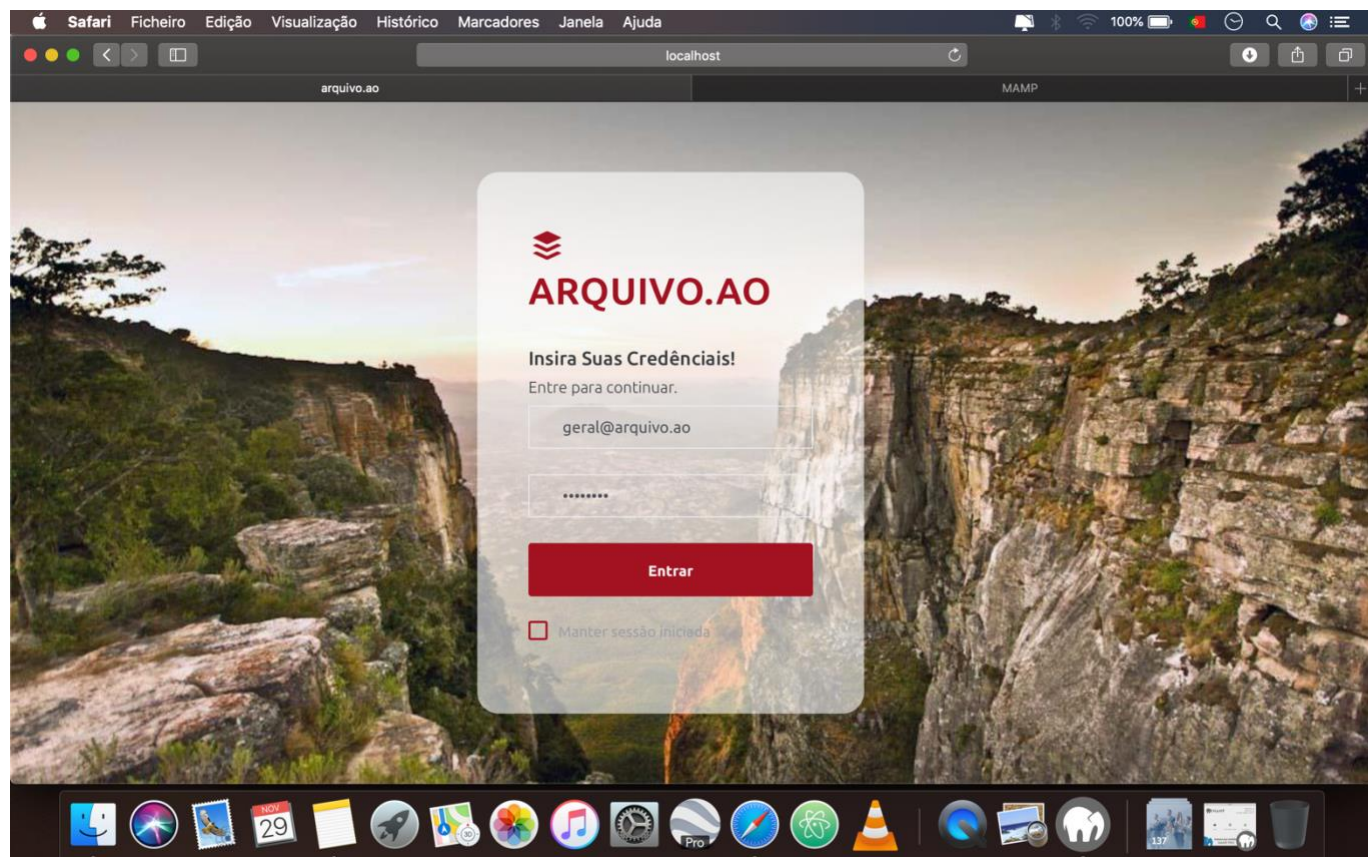 Safari Ficheiro Edição Visualização Histórico Marcadores Janela Ajuda 100%
localhost
arquivo.ao MAMP
ARQUIVO.AO
Insira Suas Credênciais!
Entre para continuar.
geral@arquivo.ao
••••••••
Entrar
Manter sessão iniciada
NOV
29
Pro
137